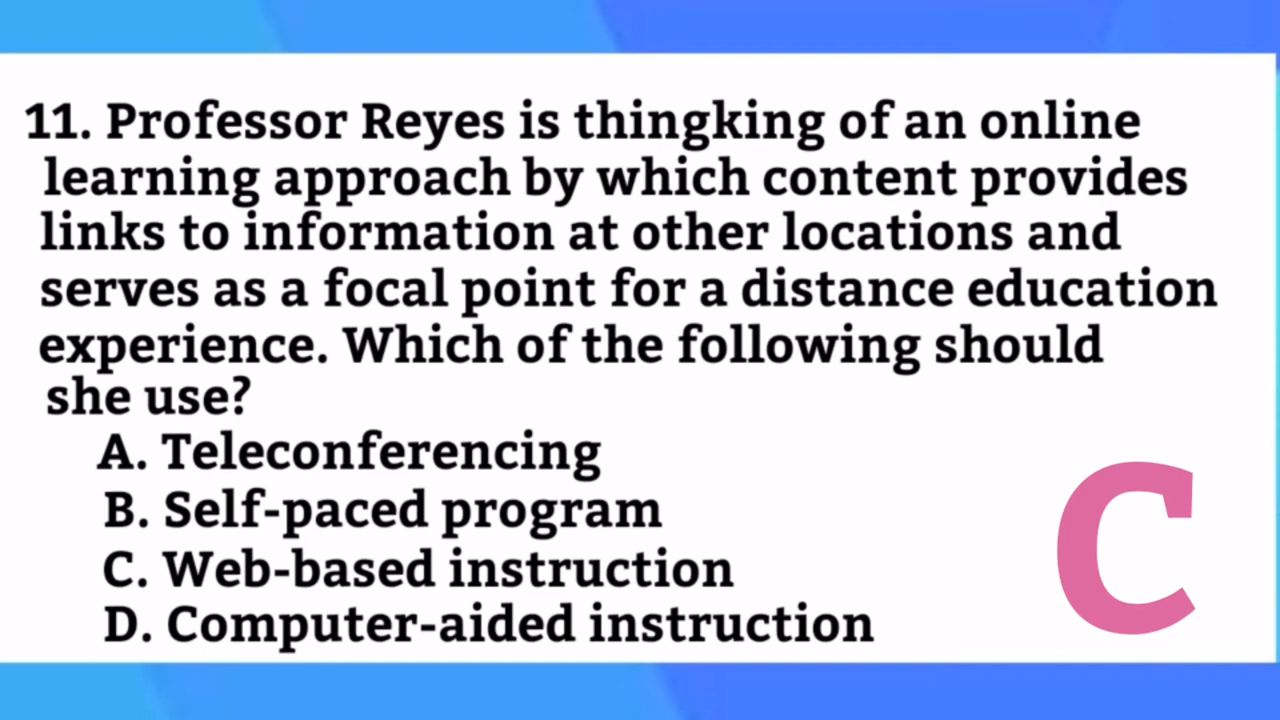 11. Professor Reyes is thingking of an online
learning approach by which content provides
links to information at other locations and
serves as a focal point for a distance education
experience. Which of the following should
she use?
A. Teleconferencing
B. Self-paced program
C. Web-based instruction
D. Computer-aided instruction
C